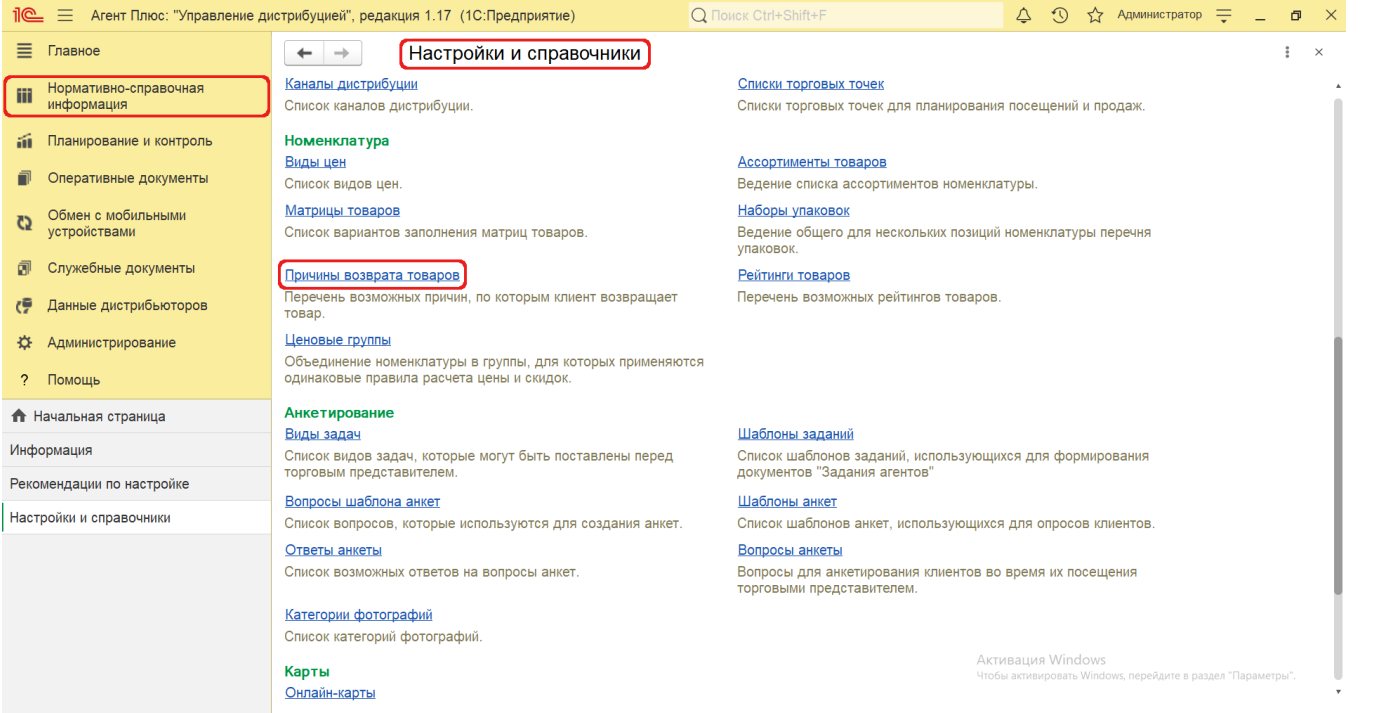 1С Агент Плюс: "Управление дистрибуцией", редакция 1.17 (1С:Предприятие)
Поиск Ctrl+Shift+F
Администратор
Главное
Нормативно-справочная
информация
Планирование и контроль
Оперативные документы
Обмен с мобильными
устройствами
Служебные документы
Данные дистрибьюторов
Администрирование
? Помощь
Начальная страница
Информация
Рекомендации по настройке
Настройки и справочники
Настройки и справочники
Каналы дистрибуции
Список каналов дистрибуции.
Списки торговых точек
Списки торговых точек для планирования посещений и продаж.
Номенклатура
Виды цен
Список видов цен.
Ассортименты товаров
Ведение списка ассортиментов номенклатуры.
Матрицы товаров
Список вариантов заполнения матриц товаров.
Наборы упаковок
Ведение общего для нескольких позиций номенклатуры перечня
упаковок.
Причины возврата товаров
Перечень возможных причин, по которым клиент возвращает
товар.
Рейтинги товаров
Перечень возможных рейтингов товаров.
Ценовые группы
Объединение номенклатуры в группы, для которых применяются
одинаковые правила расчета цены и скидок.
Анкетирование
Виды задач
Список видов задач, которые могут быть поставлены перед
торговым представителем.
Шаблоны заданий
Список шаблонов заданий, использующихся для формирования
документов "Задания агентов"
Вопросы шаблона анкет
Список вопросов, которые используются для создания анкет.
Шаблоны анкет
Список шаблонов анкет, использующихся для опросов клиентов.
Ответы анкеты
Список возможных ответов на вопросы анкет.
Вопросы анкеты
Вопросы для анкетирования клиентов во время их посещения
торговыми представителем.
Категории фотографий
Список категорий фотографий.
Карты
Онлайн-карты
Активация Windows
Чтобы активировать Windows, перейдите в раздел "Параметры".